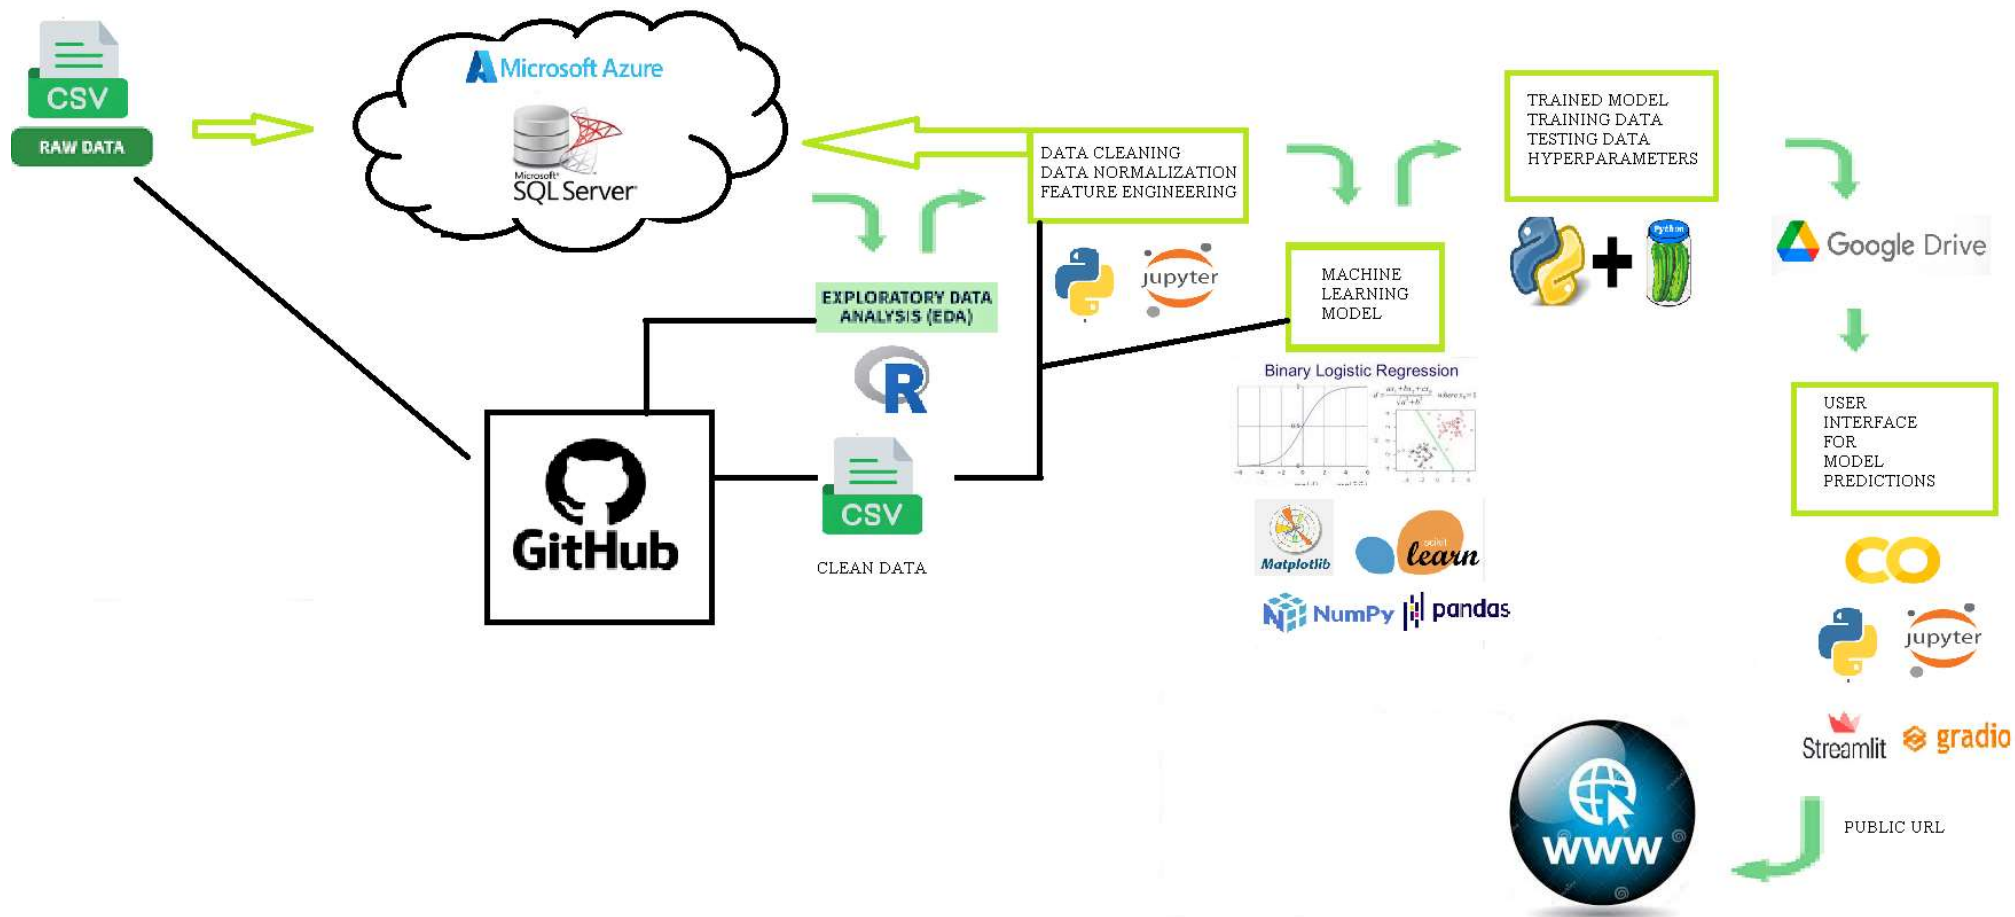 CSV
RAW DATA
Microsoft Azure
Microsoft
SQL Server
DATA CLEANING
DATA NORMALIZATION
FEATURE ENGINEERING
jupyter
EXPLORATORY DATA
ANALYSIS (EDA)
R
GitHub
CSV
CLEAN DATA
MACHINE
LEARNING
MODEL
Binary Logistic Regression
Matplotlib
scikit
learn
NumPy
pandas
TRAINED MODEL
TRAINING DATA
TESTING DATA
HYPERPARAMETERS
Python
+
Google Drive
USER
INTERFACE
FOR
MODEL
PREDICTIONS
CO
jupyter
Streamlit
gradio
PUBLIC URL
WWW